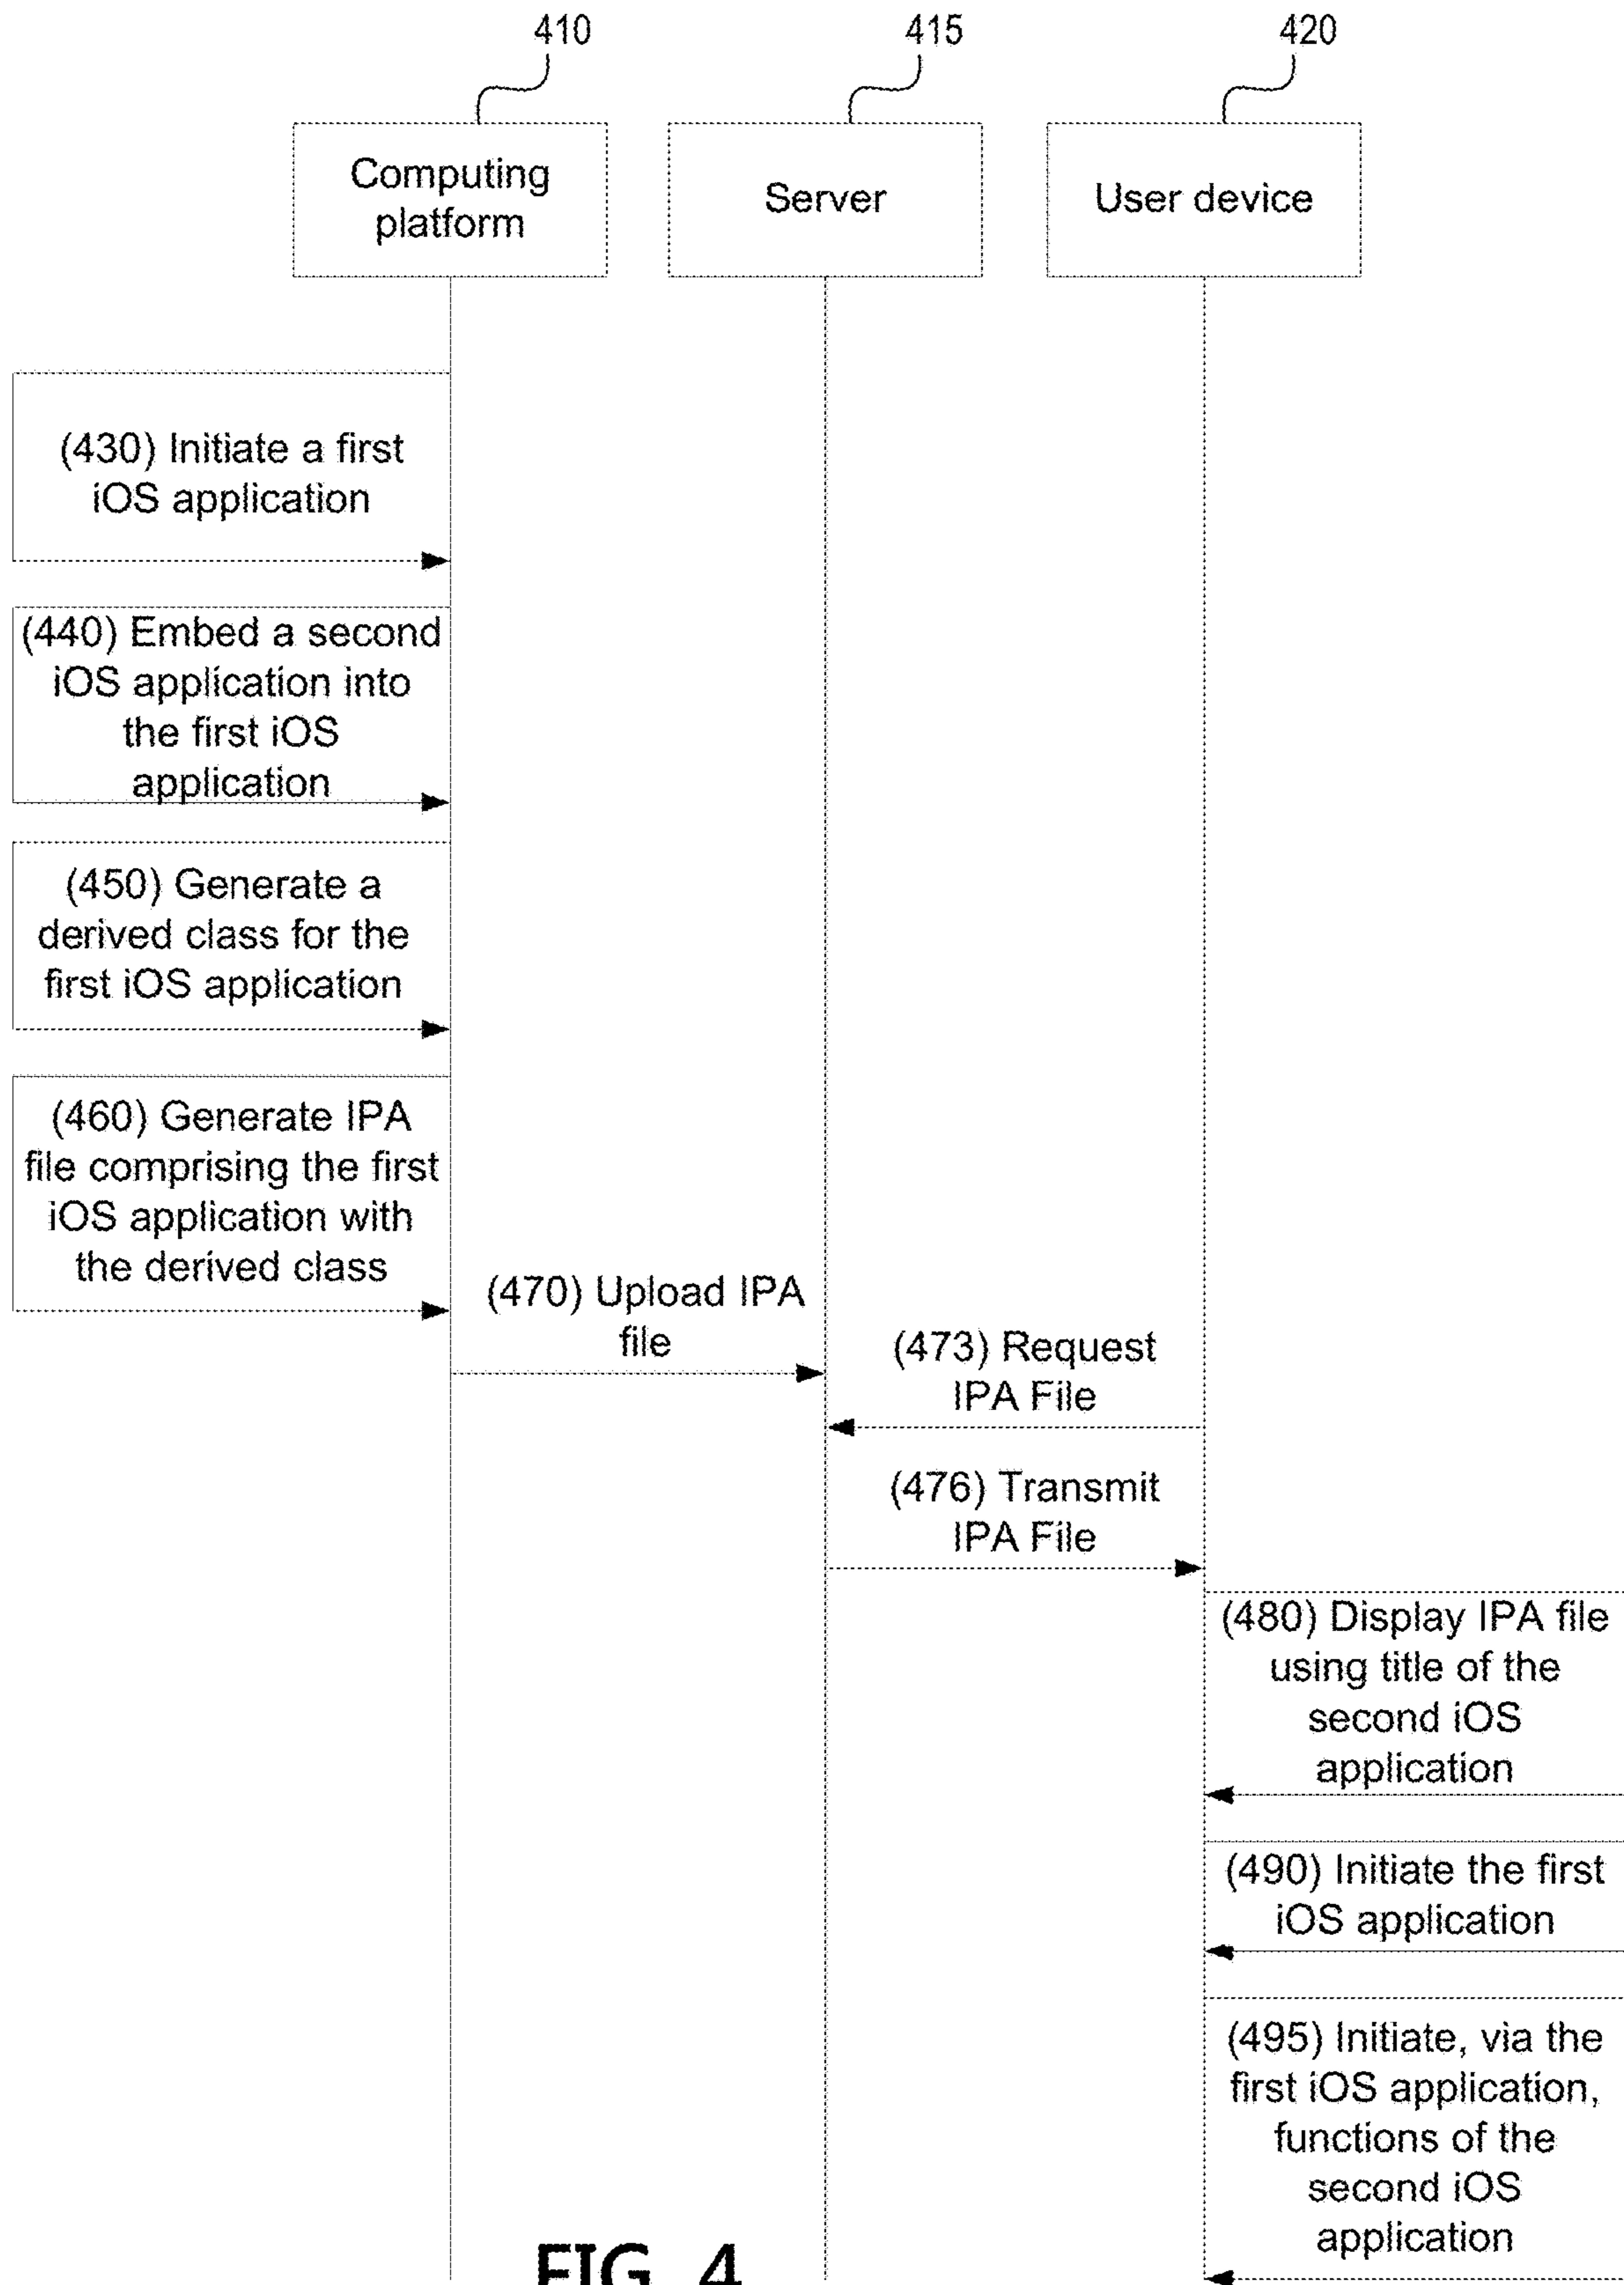 410
415
420
Computing
platform
Server
User device
(430) Initiate a first
iOS application
(440) Embed a second
iOS application into
the first iOS
application
(450) Generate a
derived class for the
first iOS application
(460) Generate IPA
file comprising the first
iOS application with
the derived class
(470) Upload IPA
file
(473) Request
IPA File
(476) Transmit
IPA File
(480) Display IPA file
using title of the
second iOS
application
(490) Initiate the first
iOS application
(495) Initiate, via the
first iOS application,
functions of the
second iOS
application
FIG. 4